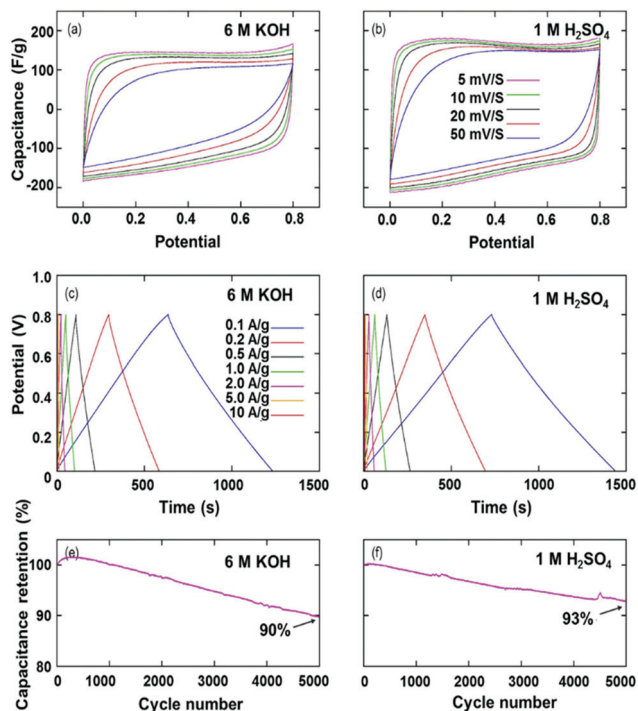 (a)
6 M KOH
200
100
0
-100
-200
Capacitance (F/g)
0.0
0.2
0.4
0.6
0.8
Potential
(b)
1 M H₂SO₄
5 mV/S
10 mV/S
20 mV/S
50 mV/S
0.0
0.2
0.4
0.6
0.8
Potential
(c)
6 M KOH
1.0
0.8
0.6
0.4
0.2
0
Potential (V)
0.1 A/g
0.2 A/g
0.5 A/g
1.0 A/g
2.0 A/g
5.0 A/g
10 A/g
0
500
1000
1500
Time (s)
(d)
1 M H₂SO₄
0
500
1000
1500
Time (s)
(e)
6 M KOH
100
90
80
Capacitance retention (%)
90%
0
1000
2000
3000
4000
5000
Cycle number
(f)
1 M H₂SO₄
93%
0
1000
2000
3000
4000
5000
Cycle number